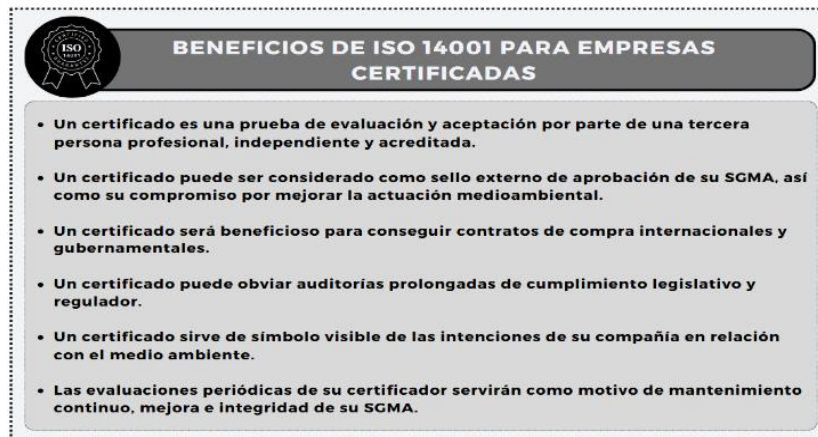 ISO
14001
BENEFICIOS DE ISO 14001 PARA EMPRESAS
CERTIFICADAS
• Un certificado es una prueba de evaluación y aceptación por parte de una tercera
persona profesional, independiente y acreditada.
• Un certificado puede ser considerado como sello externo de aprobación de su SGMA, así
como su compromiso por mejorar la actuación medioambiental.
• Un certificado será beneficioso para conseguir contratos de compra internacionales y
gubernamentales.
• Un certificado puede obviar auditorías prolongadas de cumplimiento legislativo y
regulador.
• Un certificado sirve de símbolo visible de las intenciones de su compañía en relación
con el medio ambiente.
• Las evaluaciones periódicas de su certificador servirán como motivo de mantenimiento
continuo, mejora e integridad de su SGMA.